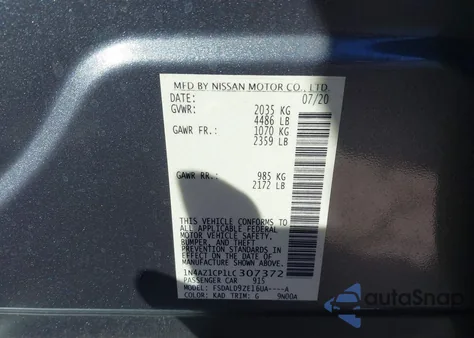 MFD BY NISSAN MOTOR CO., LTD.
DATE: 07/20
GVWR: 2035 KG
4486 LB
GAWR FR.: 1070 KG
2359 LB
GAWR RR.: 985 KG
2172 LB
THIS VEHICLE CONFORMS TO ALL
APPLICABLE FEDERAL
MOTOR VEHICLE SAFETY,
BUMPER, AND THEFT
PREVENTION STANDARDS
IN EFFECT ON THE DATE OF
MANUFACTURE SHOWN ABOVE.
1N4AZ1CP1LC307372
PASSENGER CAR 915
MODEL: FSDALD9ZE16UA----A
COLOR: KAD TRIM: G 9N00A
autoSnap